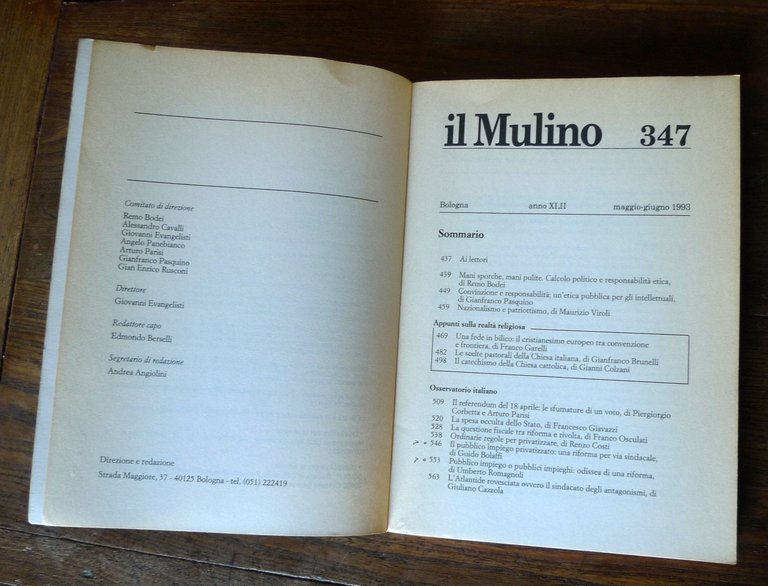 Comitato di direzione
Remo Bodei
Alessandro Cavalli
Giovanni Evangelisti
Angelo Panebianco
Arturo Parisi
Gianfranco Pasquino
Gian Enrico Rusconi
Direttore
Giovanni Evangelisti
Redattore capo
Edmondo Berselli
Segretario di redazione
Andrea Angiolini
Direzione e redazione
Strada Maggiore, 37 - 40125 Bologna - tel. (051) 222419
il Mulino 347
Bologna anno XLII maggio-giugno 1993
Sommario
437 Ai lettori
439 Mani sporche, mani pulite. Calcolo politico e responsabilità etica,
di Remo Bodei
449 Convinzione e responsabilità: un'etica pubblica per gli intellettuali,
di Gianfranco Pasquino
459 Nazionalismo e patriottismo, di Maurizio Viroli
Appunti sulla realtà religiosa
469 Una fede in bilico: il cristianesimo europeo tra convenzione
e frontiera, di Franco Garelli
482 Le scelte pastorali della Chiesa italiana, di Gianfranco Brunelli
498 Il catechismo della Chiesa cattolica, di Gianni Colzani
Osservatorio italiano
509 Il referendum del 18 aprile: le sfumature di un voto, di Piergiorgio
Corbetta e Arturo Parisi
520 La spesa occulta dello Stato, di Francesco Giavazzi
528 La questione fiscale tra riforma e rivolta, di Franco Osculati
538 Ordinarie regole per privatizzare, di Renzo Costi
546 Il pubblico impiego privatizzato: una riforma per via sindacale,
di Guido Bolaffi
553 Pubblico impiego o pubblici impieghi: odissea di una riforma,
di Umberto Romagnoli
563 L'Atlantide rovesciata ovvero il sindacato degli antagonismi, di
Giuliano Cazzola